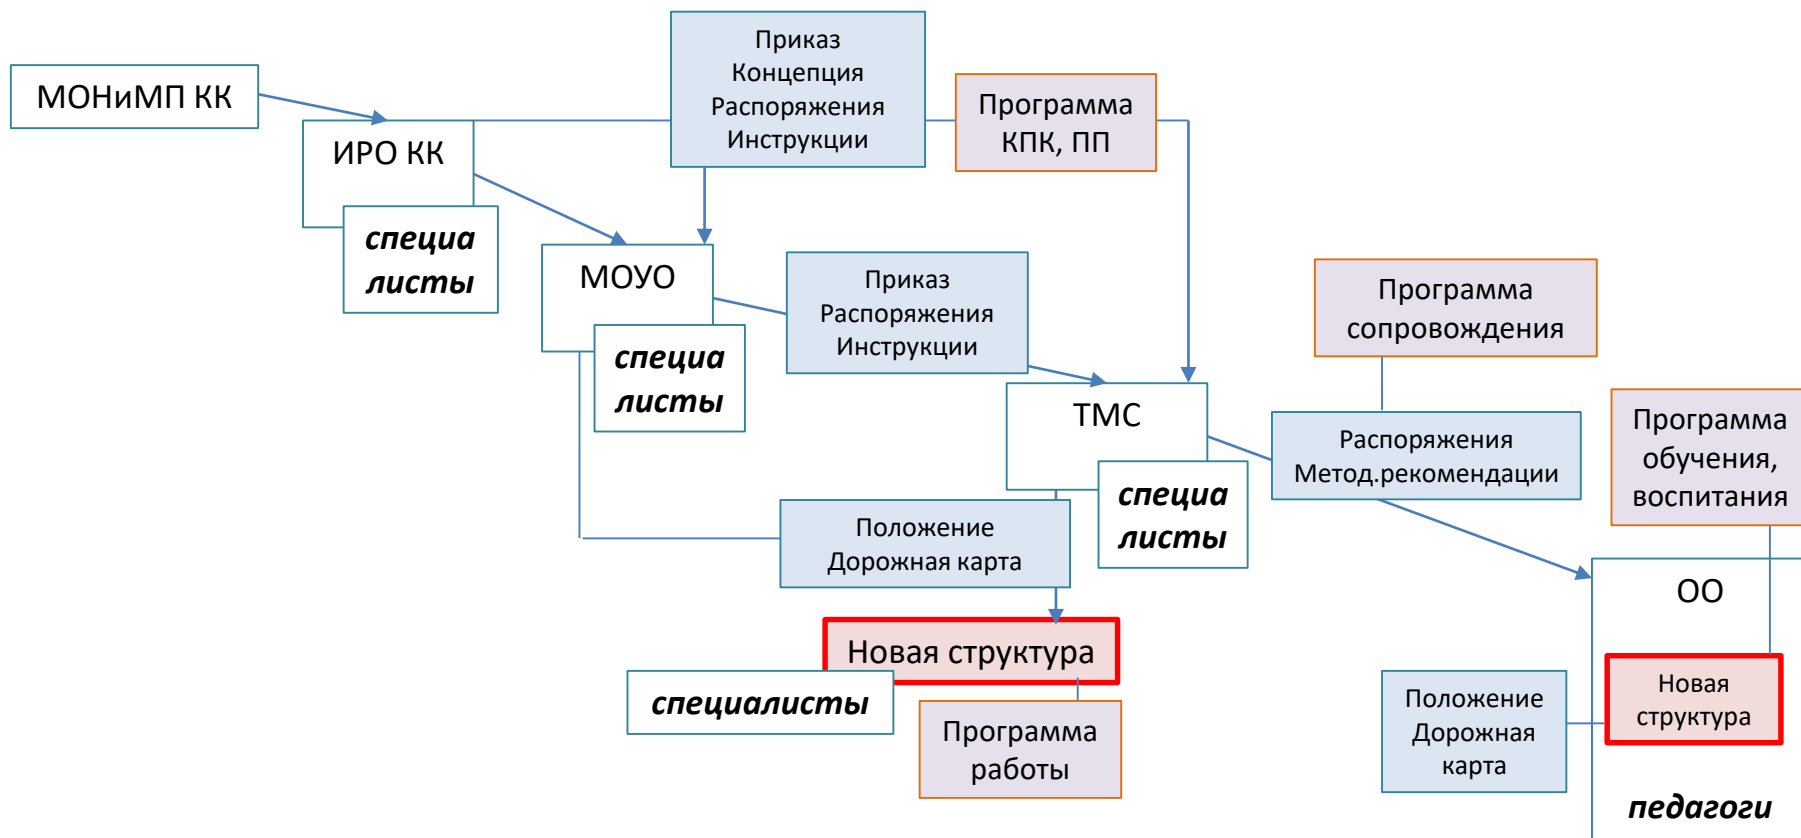 Приказ
Концепция
Распоряжения
Инструкции
МОНиМП КК
Программа
КПК, ПП
ИРО КК
специа
листы
МОУО
специа
листы
Приказ
Распоряжения
Инструкции
Программа
сопровождения
ТМС
специа
листы
Распоряжения
Метод.рекомендации
Программа
обучения,
воспитания
Положение
Дорожная карта
Новая структура
специалисты
Программа
работы
ОО
Новая
структура
Положение
Дорожная
карта
педагоги